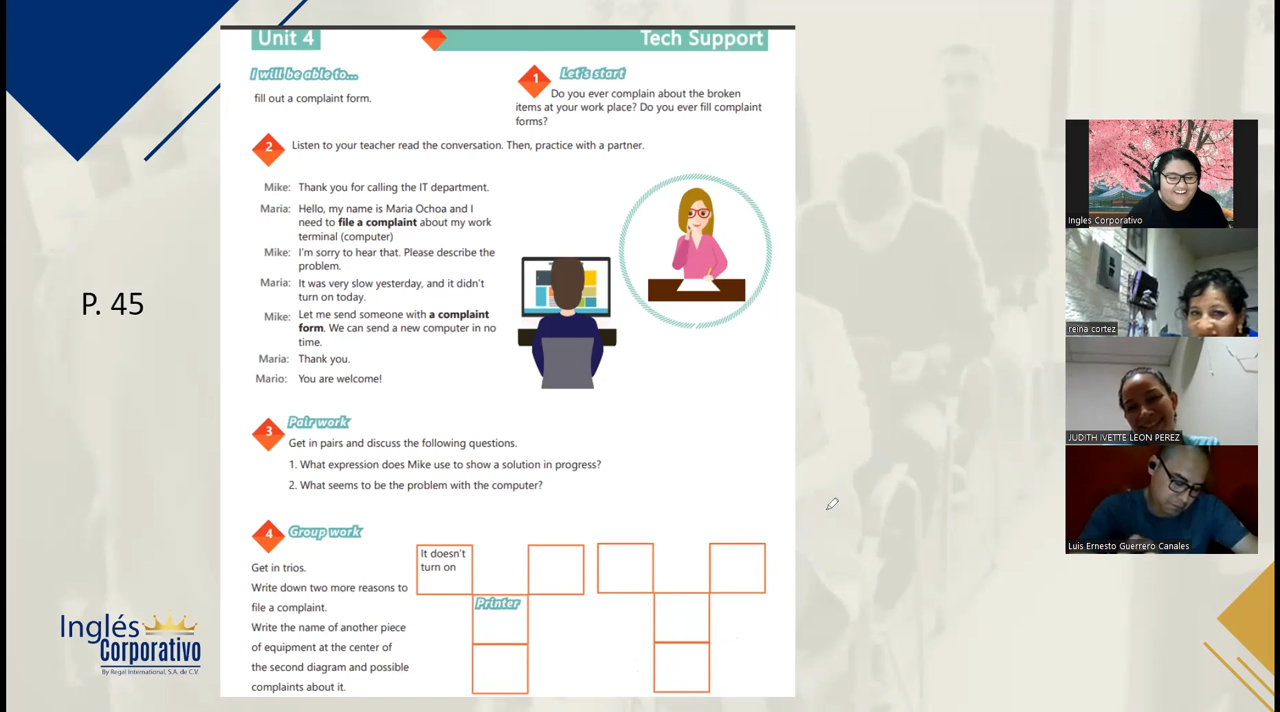 Unit 4
Tech Support
I will be able to...
fill out a complaint form.
1
Let's start
Do you ever complain about the broken
items at your work place? Do you ever fill complaint
forms?
2
Listen to your teacher read the conversation. Then, practice with a partner.
Mike: Thank you for calling the IT department.
Maria: Hello, my name is Maria Ochoa and I
need to file a complaint about my work
terminal (computer)
Mike: I'm sorry to hear that. Please describe the
problem.
Maria: It was very slow yesterday, and it didn't
turn on today.
Mike: Let me send someone with a complaint
form. We can send a new computer in no
time.
Maria: Thank you.
Mario: You are welcome!
3
Pair work
Get in pairs and discuss the following questions.
1. What expression does Mike use to show a solution in progress?
2. What seems to be the problem with the computer?
4
Group work
Get in trios.
Write down two more reasons to
file a complaint.
Write the name of another piece
of equipment at the center of
the second diagram and possible
complaints about it.
It doesn't
turn on
Printer
P. 45
Inglés
Corporativo
By Regal International, S.A. de C.V.
Ingles Corporativo
reina cortez
JUDITH IVETTE LEON PEREZ
Luis Ernesto Guerrero Canales